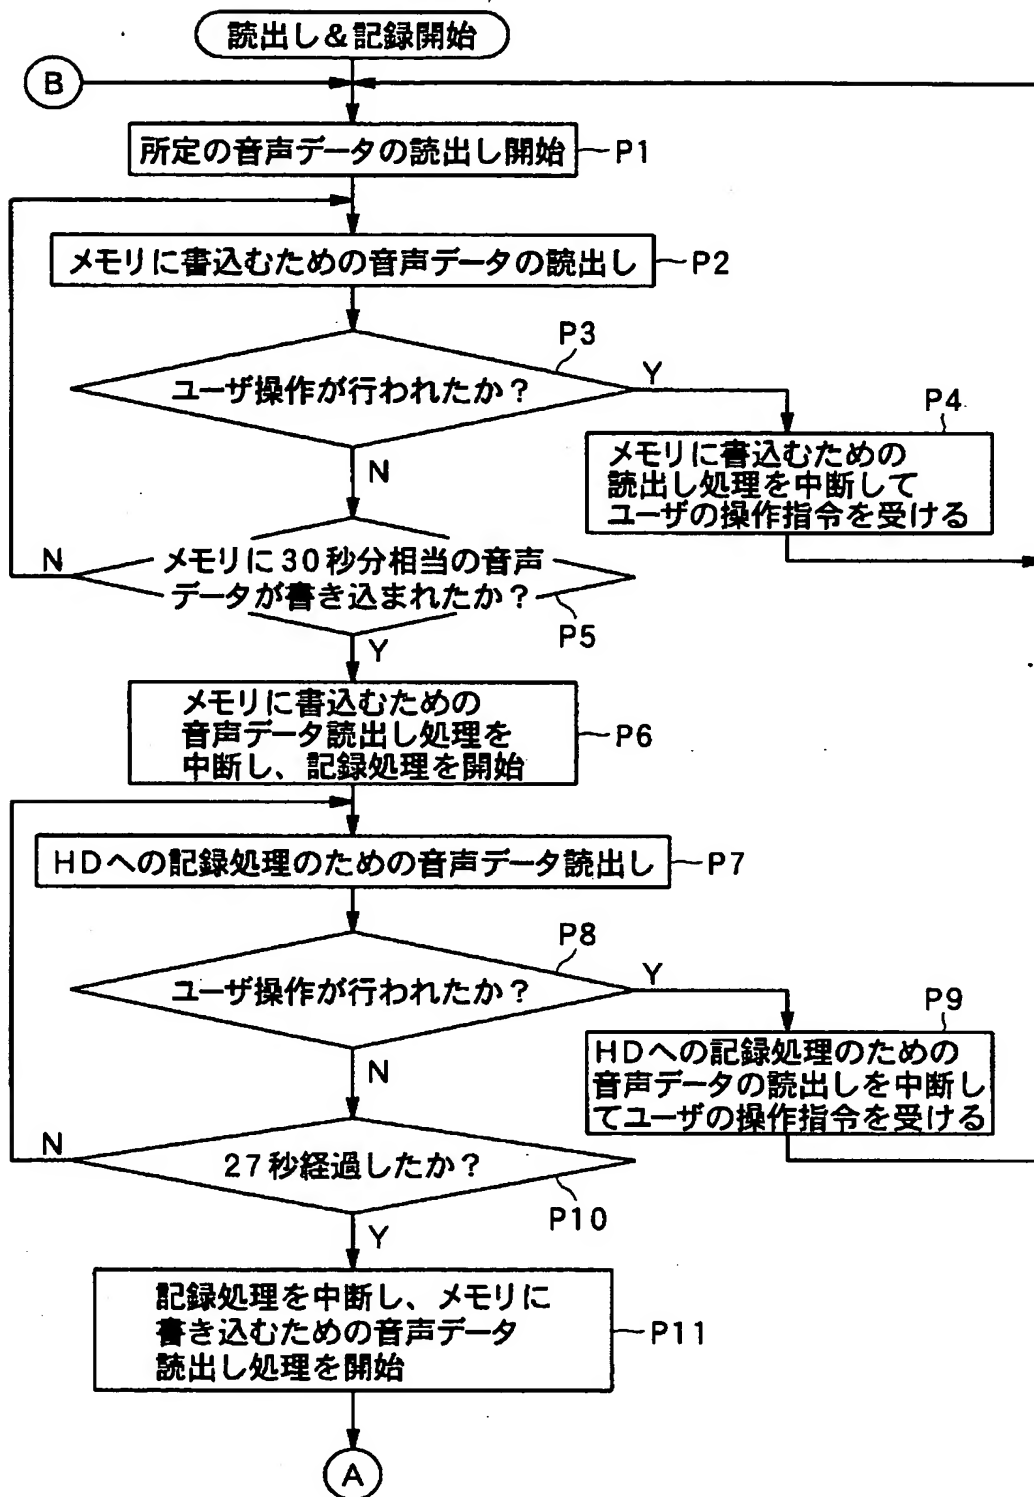 読出し&記録開始
B
所定の音声データの読出し開始
P1
メモリに書込むための音声データの読出し
P2
P3
ユーザ操作が行われたか?
Y
P4
メモリに書込むための
読出し処理を中断して
ユーザの操作指令を受ける
N
N
メモリに30秒分相当の音声
データが書き込まれたか?
P5
Y
メモリに書込むための
音声データ読出し処理を
中断し、記録処理を開始
P6
HDへの記録処理のための音声データ読出し
P7
P8
ユーザ操作が行われたか?
Y
P9
HDへの記録処理のための
音声データの読出しを中断し
てユーザの操作指令を受ける
N
N
27秒経過したか?
P10
Y
記録処理を中断し、メモリに
書き込むための音声データ
読出し処理を開始
P11
A